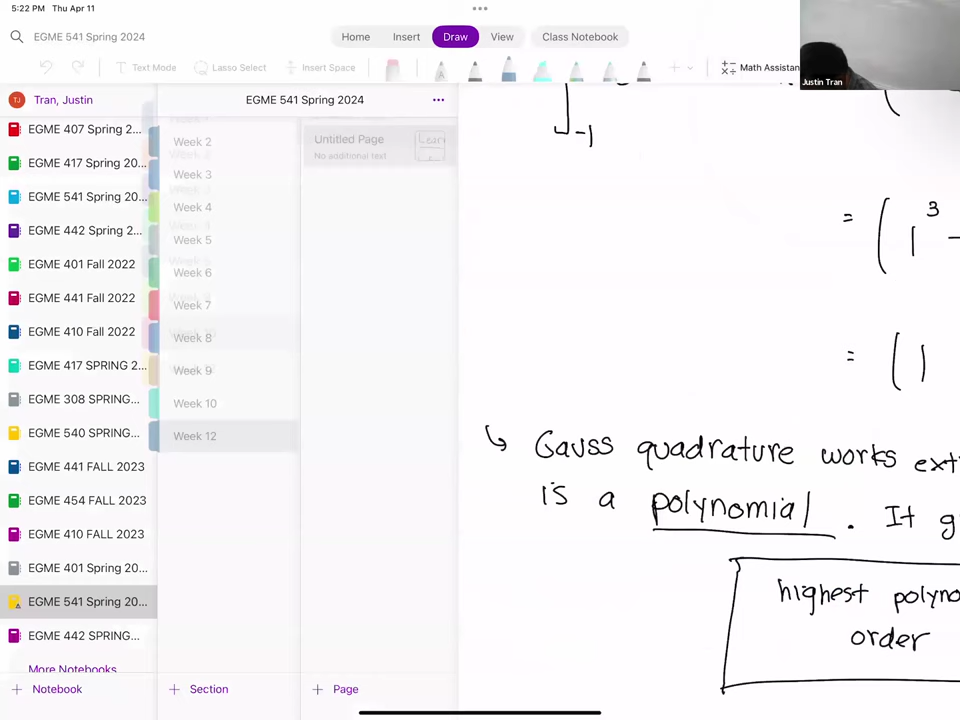 5:22 PM Thu Apr 11
EGME 541 Spring 2024
Home Insert Draw View Class Notebook
Text Mode Lasso Select Insert Space Math Assistan
Justin Tran
TJ Tran, Justin
EGME 407 Spring 2...
EGME 417 Spring 20...
EGME 541 Spring 20...
EGME 442 Spring 2...
EGME 401 Fall 2022
EGME 441 Fall 2022
EGME 410 Fall 2022
EGME 417 SPRING 2...
EGME 308 SPRING...
EGME 540 SPRING...
EGME 441 FALL 2023
EGME 454 FALL 2023
EGME 410 FALL 2023
EGME 401 Spring 20...
EGME 541 Spring 20...
EGME 442 SPRING...
More Notebooks
+ Notebook
EGME 541 Spring 2024 ...
Week 2
Week 3
Week 4
Week 5
Week 6
Week 7
Week 8
Week 9
Week 10
Week 12
+ Section
Untitled Page
No additional text
+ Page
-1
= ( 1³ -
= ( 1
↳ Gauss quadrature works ext
is a polynomial. It g
highest polyno
order